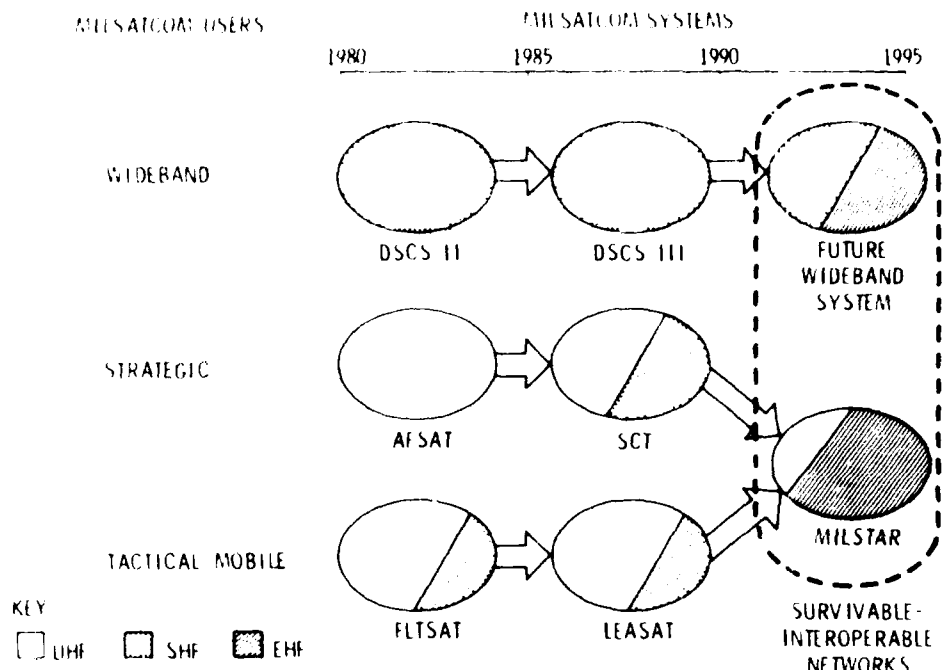 MILSATCOM USERS
MILSATCOM SYSTEMS
1980 1985 1990 1995
WIDEBAND
DSCS II
DSCS III
FUTURE
WIDEBAND
SYSTEM
STRATEGIC
AFSAT
SCT
MILSTAR
TACTICAL MOBILE
FLTSAT
LEASAT
SURVIVABLE-
INTEROPERABLE
NETWORKS
KEY
UHF SHF EHF